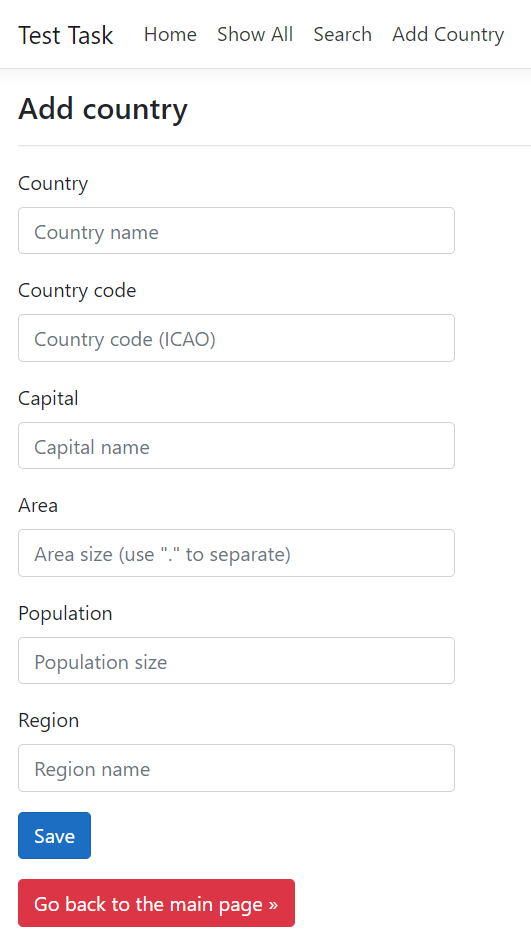 Test Task Home Show All Search Add Country
Add country
Country
Country name
Country code
Country code (ICAO)
Capital
Capital name
Area
Area size (use "." to separate)
Population
Population size
Region
Region name
Save
Go back to the main page »